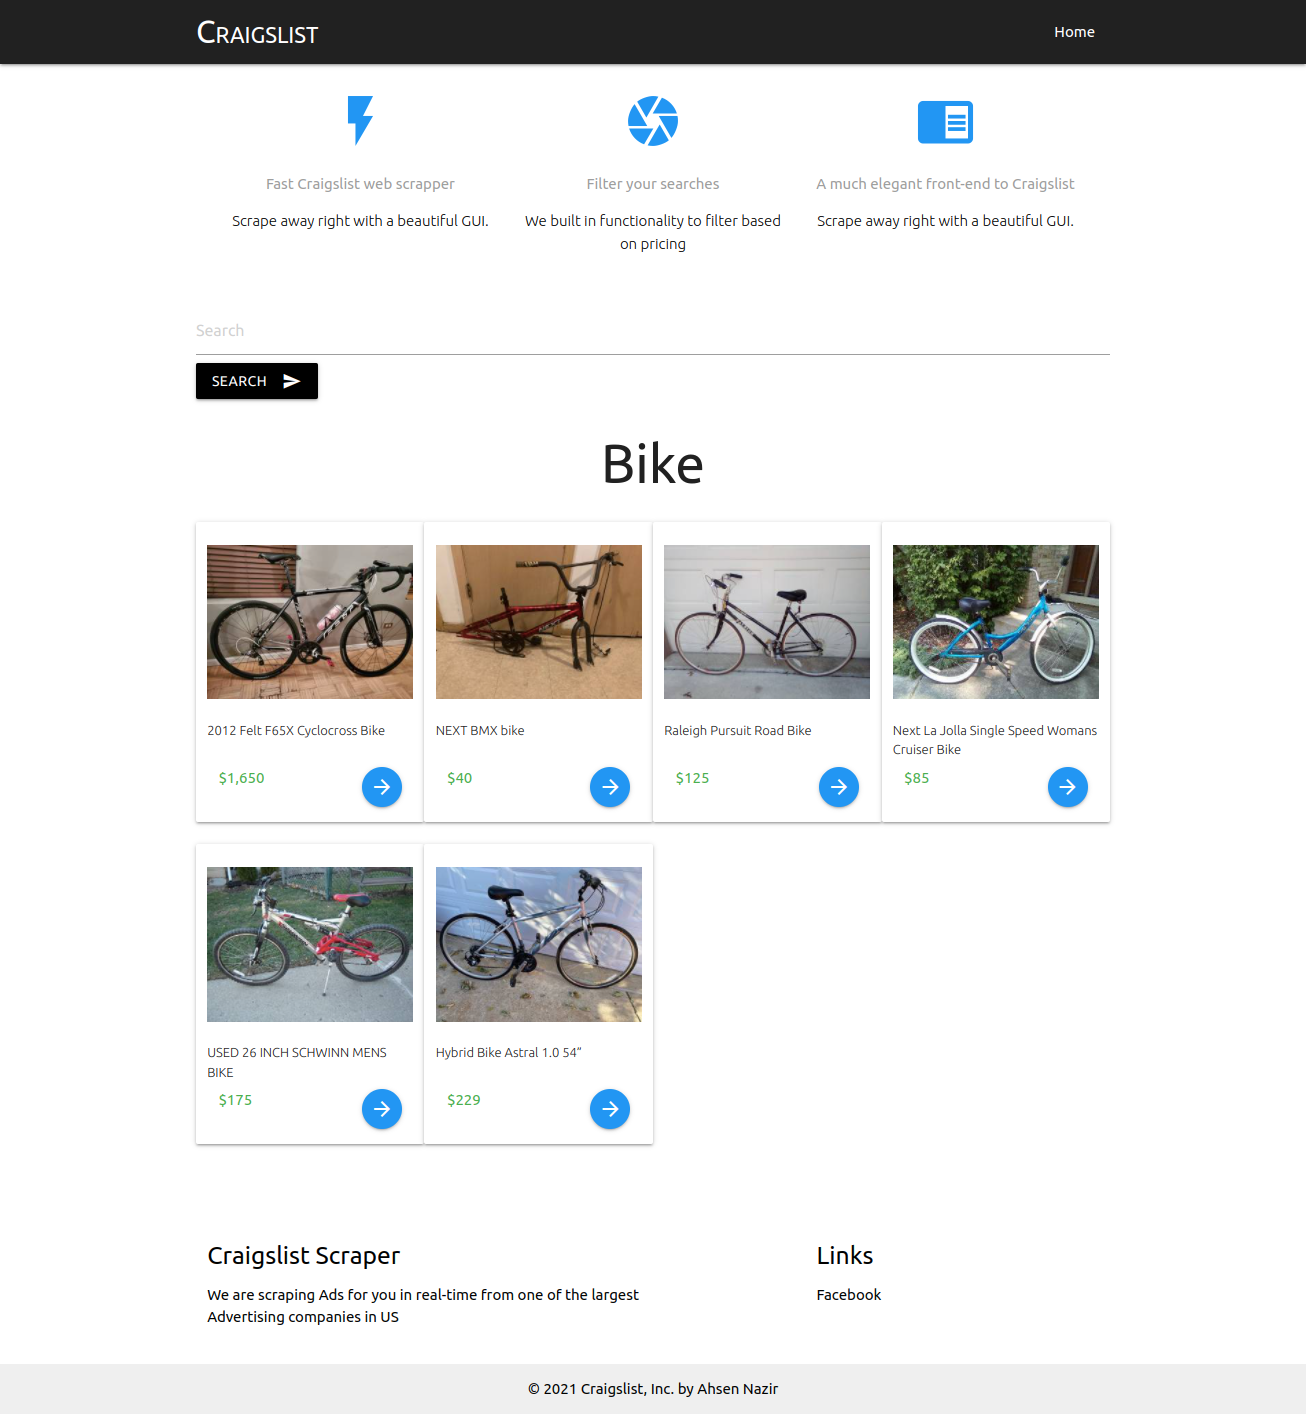 Craigslist
Home
Fast Craigslist web scrapper
Filter your searches
A much elegant front-end to Craigslist
Scrape away right with a beautiful GUI.
We built in functionality to filter based
on pricing
Scrape away right with a beautiful GUI.
Search
SEARCH
Bike
2012 Felt F65X Cyclocross Bike
$1,650
NEXT BMX bike
$40
Raleigh Pursuit Road Bike
$125
Next La Jolla Single Speed Womans
Cruiser Bike
$85
USED 26 INCH SCHWINN MENS
BIKE
$175
Hybrid Bike Astral 1.0 54"
$229
Craigslist Scraper
We are scraping Ads for you in real-time from one of the largest
Advertising companies in US
Links
Facebook
© 2021 Craigslist, Inc. by Ahsen Nazir